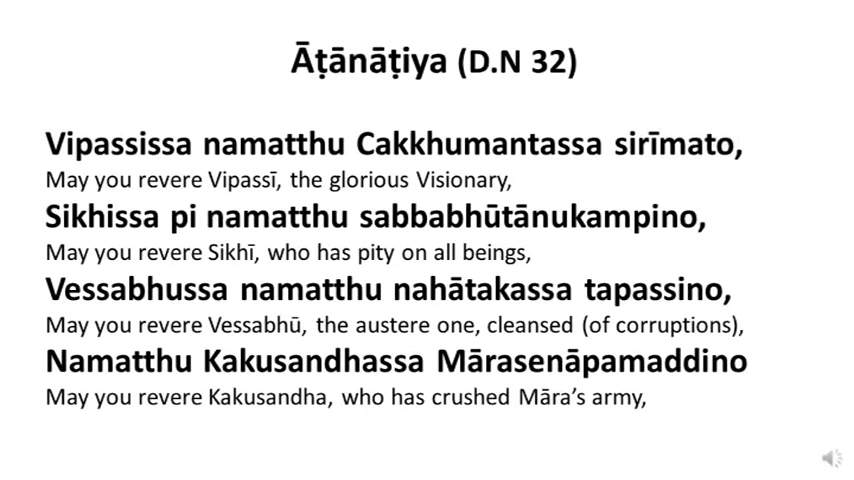 Āṭānāṭiya (D.N 32)
Vipassissa namatthu Cakkhumantassa sirīmato,
May you revere Vipassī, the glorious Visionary,
Sikhissa pi namatthu sabbabhūtānukampino,
May you revere Sikhī, who has pity on all beings,
Vessabhussa namatthu nahātakassa tapassino,
May you revere Vessabhū, the austere one, cleansed (of corruptions),
Namatthu Kakusandhassa Mārasenāpamaddino
May you revere Kakusandha, who has crushed Māra’s army,